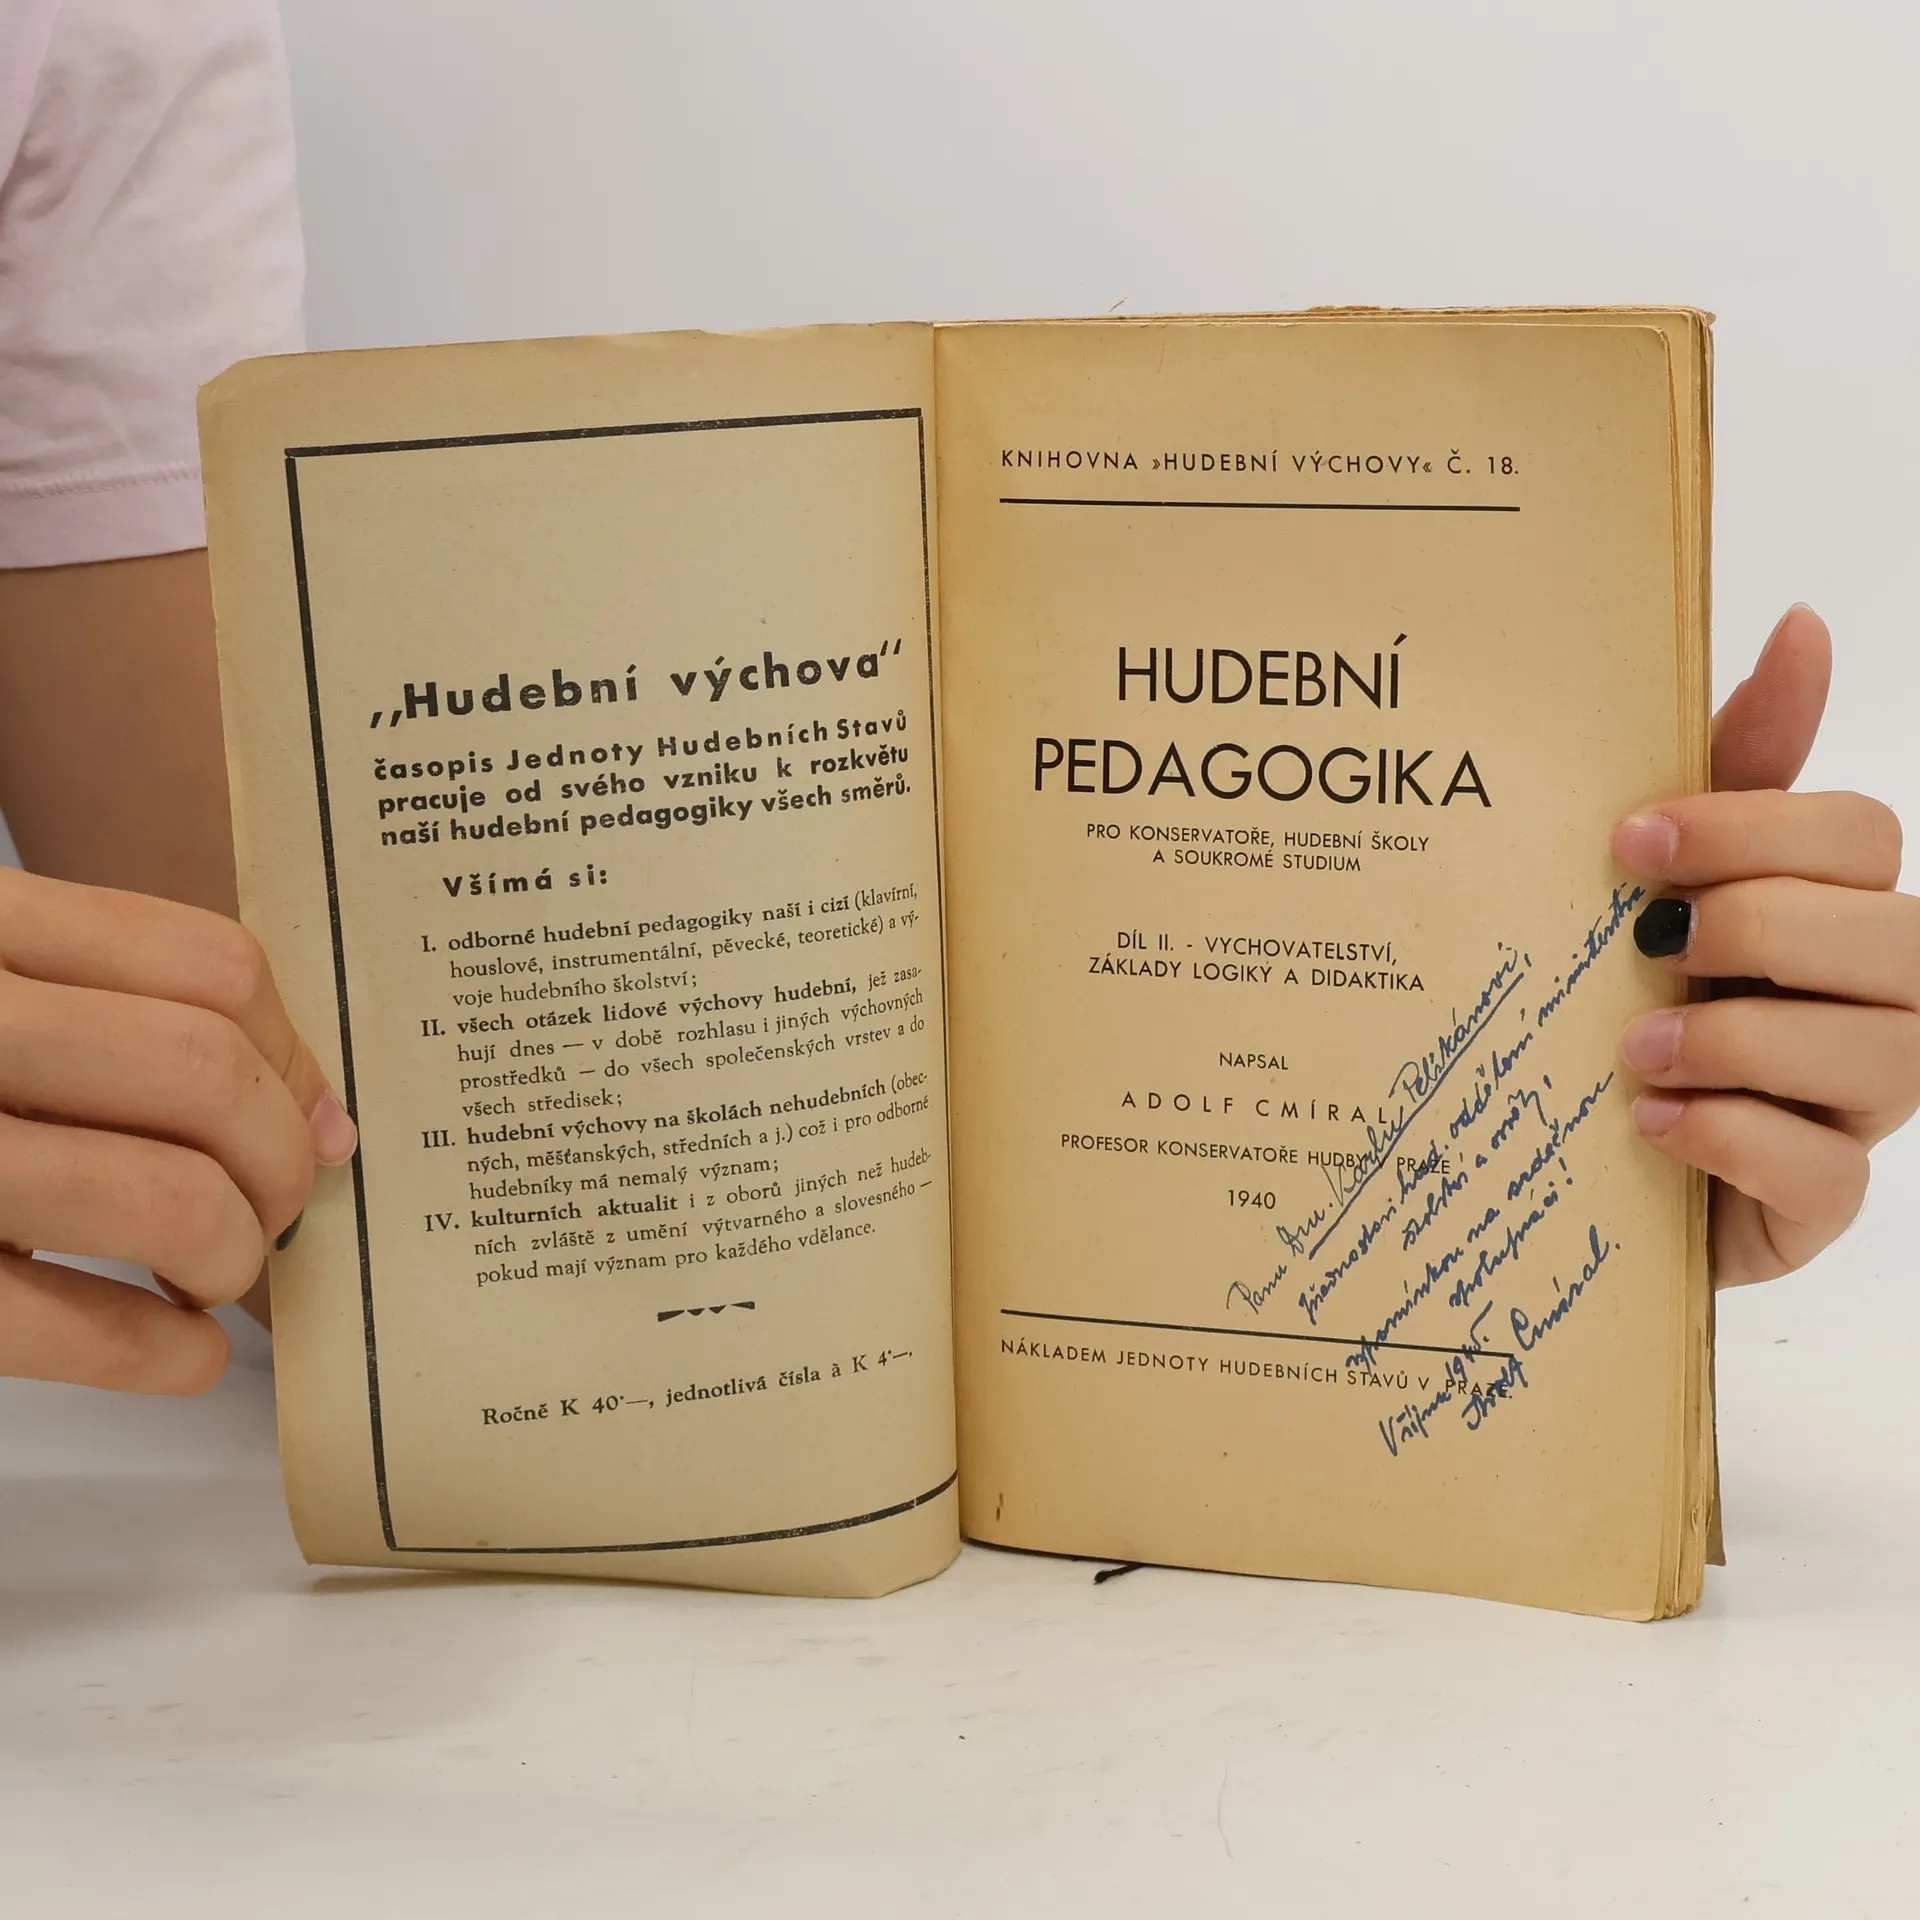 „Hudební výchova“
časopis Jednoty Hudebních Stavů
pracuje od svého vzniku k rozkvětu
naší hudební pedagogiky všech směrů.
Všímá si:
I. odborné hudební pedagogiky naší i cizí (klavírní,
houslové, instrumentální, pěvecké, teoretické) a vý-
voje hudebního školství;
II. všech otázek lidové výchovy hudební, jež zasa-
hují dnes — v době rozhlasu i jiných výchovných
prostředků — do všech společenských vrstev a do
všech středisek;
III. hudební výchovy na školách nehudebních (obec-
ných, měšťanských, středních a j.) což i pro odborné
hudebníky má nemalý význam;
IV. kulturních aktualit i z oborů jiných než hudeb-
ních zvláště z umění výtvarného a slovesného —
pokud mají význam pro každého vdělance.
Ročně K 40·—, jednotlivá čísla à K 4·—.
KNIHOVNA »HUDEBNÍ VÝCHOVY« Č. 18.
HUDEBNÍ
PEDAGOGIKA
PRO KONSERVATOŘE, HUDEBNÍ ŠKOLY
A SOUKROMÉ STUDIUM
DÍL II. - VYCHOVATELSTVÍ,
ZÁKLADY LOGIKY A DIDAKTIKA
NAPSAL
ADOLF CMÍRAL,
PROFESOR KONSERVATOŘE HUDBY V PRAZE
1940
NÁKLADEM JEDNOTY HUDEBNÍCH STAVŮ V PRAZE.
Panu Dru. Karlu Pelikánovi,
přednostovi hud. oddělení ministerstva
školství a osvěty,
vzpomínkou na srdečnou
spolupráci!
V říjnu 1945.
Adolf Cmíral.